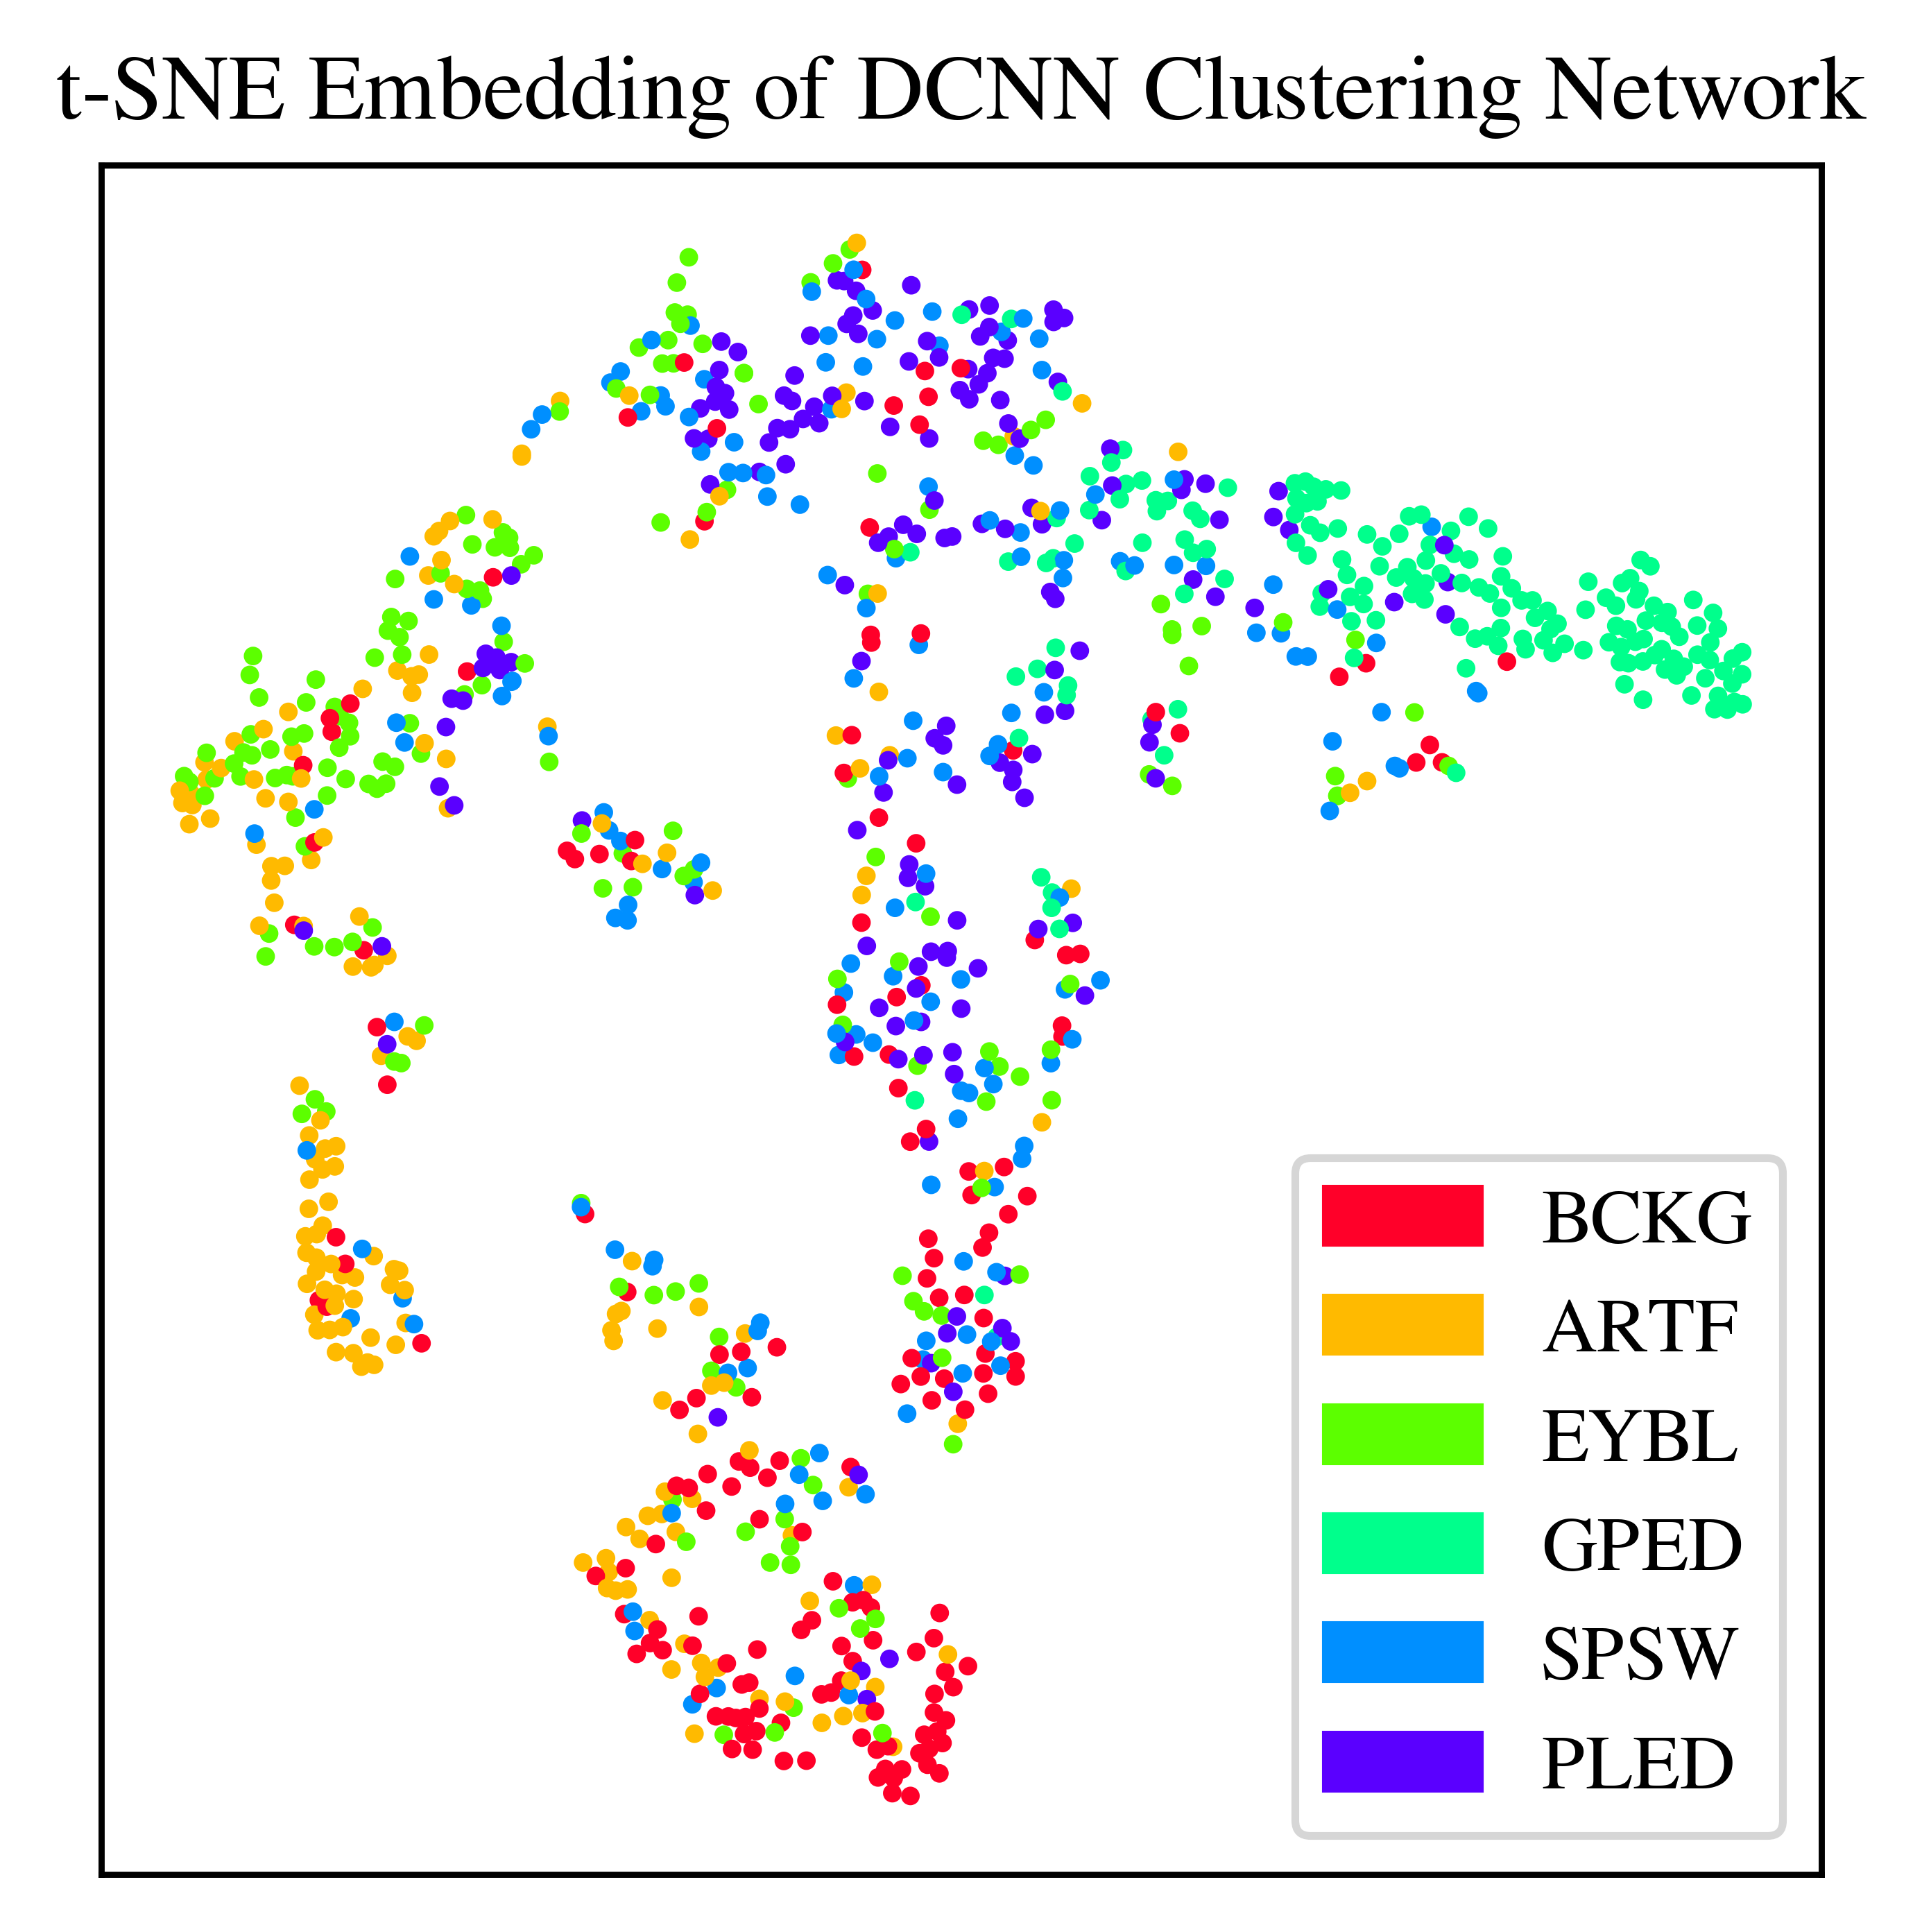 t-SNE Embedding of DCNN Clustering Network
BCKG
ARTF
EYBL
GPED
SPSW
PLED